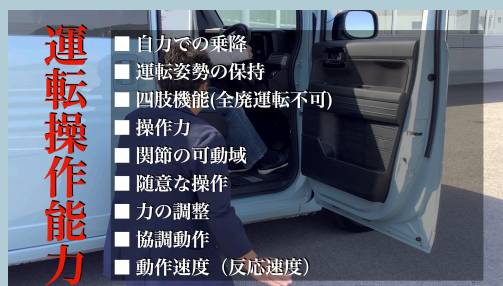 運転操作能力
■ 自力での乗降
■ 運転姿勢の保持
■ 四肢機能(全廃運転不可)
■ 操作力
■ 関節の可動域
■ 随意な操作
■ 力の調整
■ 協調動作
■ 動作速度（反応速度）